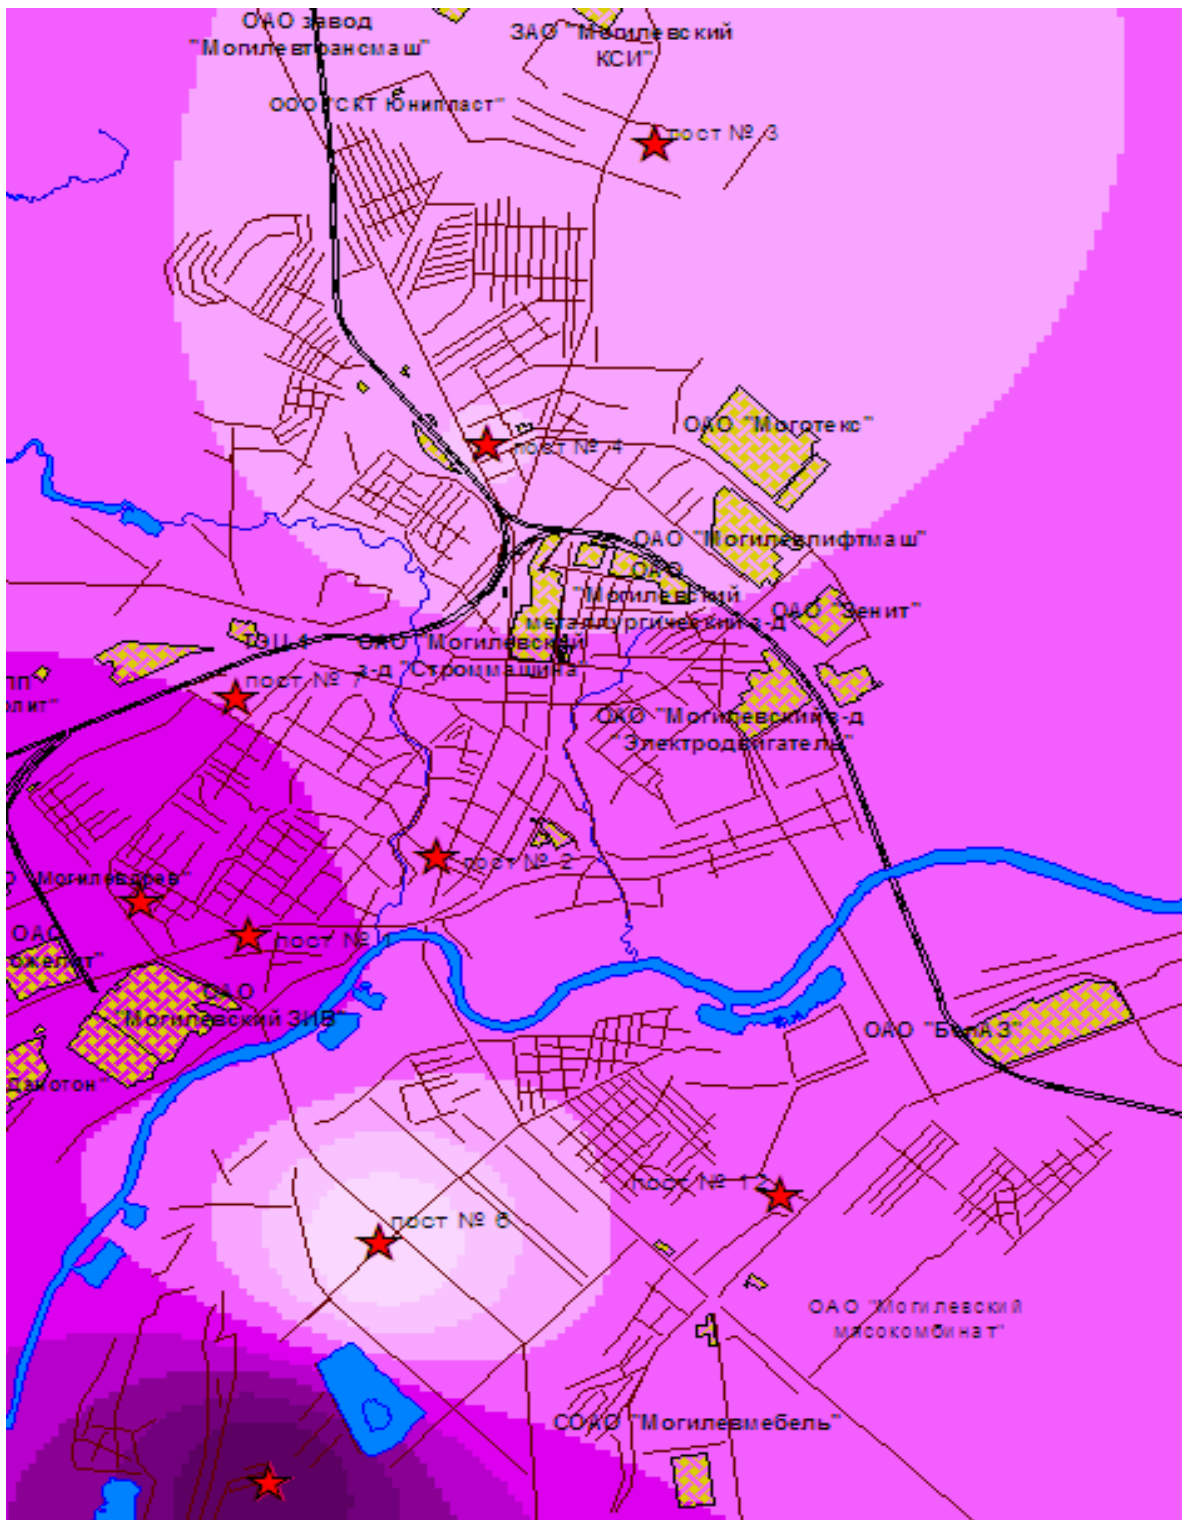 ОАО завод
"Могилевтрансмаш"
ЗАО "Могилевский
КСИ"
ООО "СКТ Юнипласт"
пост № 3
ОАО "Моготекс"
пост № 4
ОАО "Могилевлифтмаш"
ОАО
"Могилевский
металлургический з-д"
ОАО "Зенит"
ТЭЦ-1
ОАО "Могилевский
з-д "Строммашина"
пост № 7
ОАО "Могилевский з-д
"Электродвигатель"
пост № 2
"Могилевдрев"
пост № 1
ОАО
ОАО
"Могилевский ЗИВ"
ОАО "БелАЗ"
пост № 12
пост № 6
ОАО "Могилевский
мясокомбинат"
СОАО "Могилевмебель"